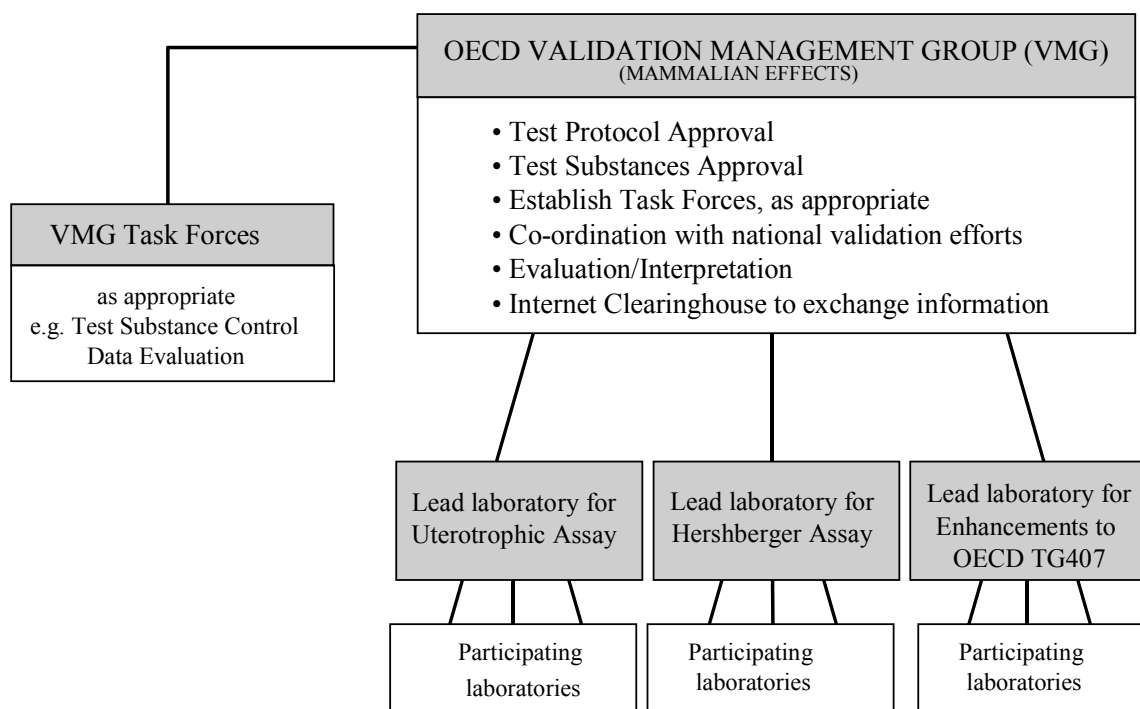 OECD VALIDATION MANAGEMENT GROUP (VMG)
(MAMMALIAN EFFECTS)
• Test Protocol Approval
• Test Substances Approval
• Establish Task Forces, as appropriate
• Co-ordination with national validation efforts
• Evaluation/Interpretation
• Internet Clearinghouse to exchange information
VMG Task Forces
as appropriate
e.g. Test Substance Control
Data Evaluation
Lead laboratory for
Uterotrophic Assay
Lead laboratory for
Hershberger Assay
Lead laboratory for
Enhancements to
OECD TG407
Participating
laboratories
Participating
laboratories
Participating
laboratories